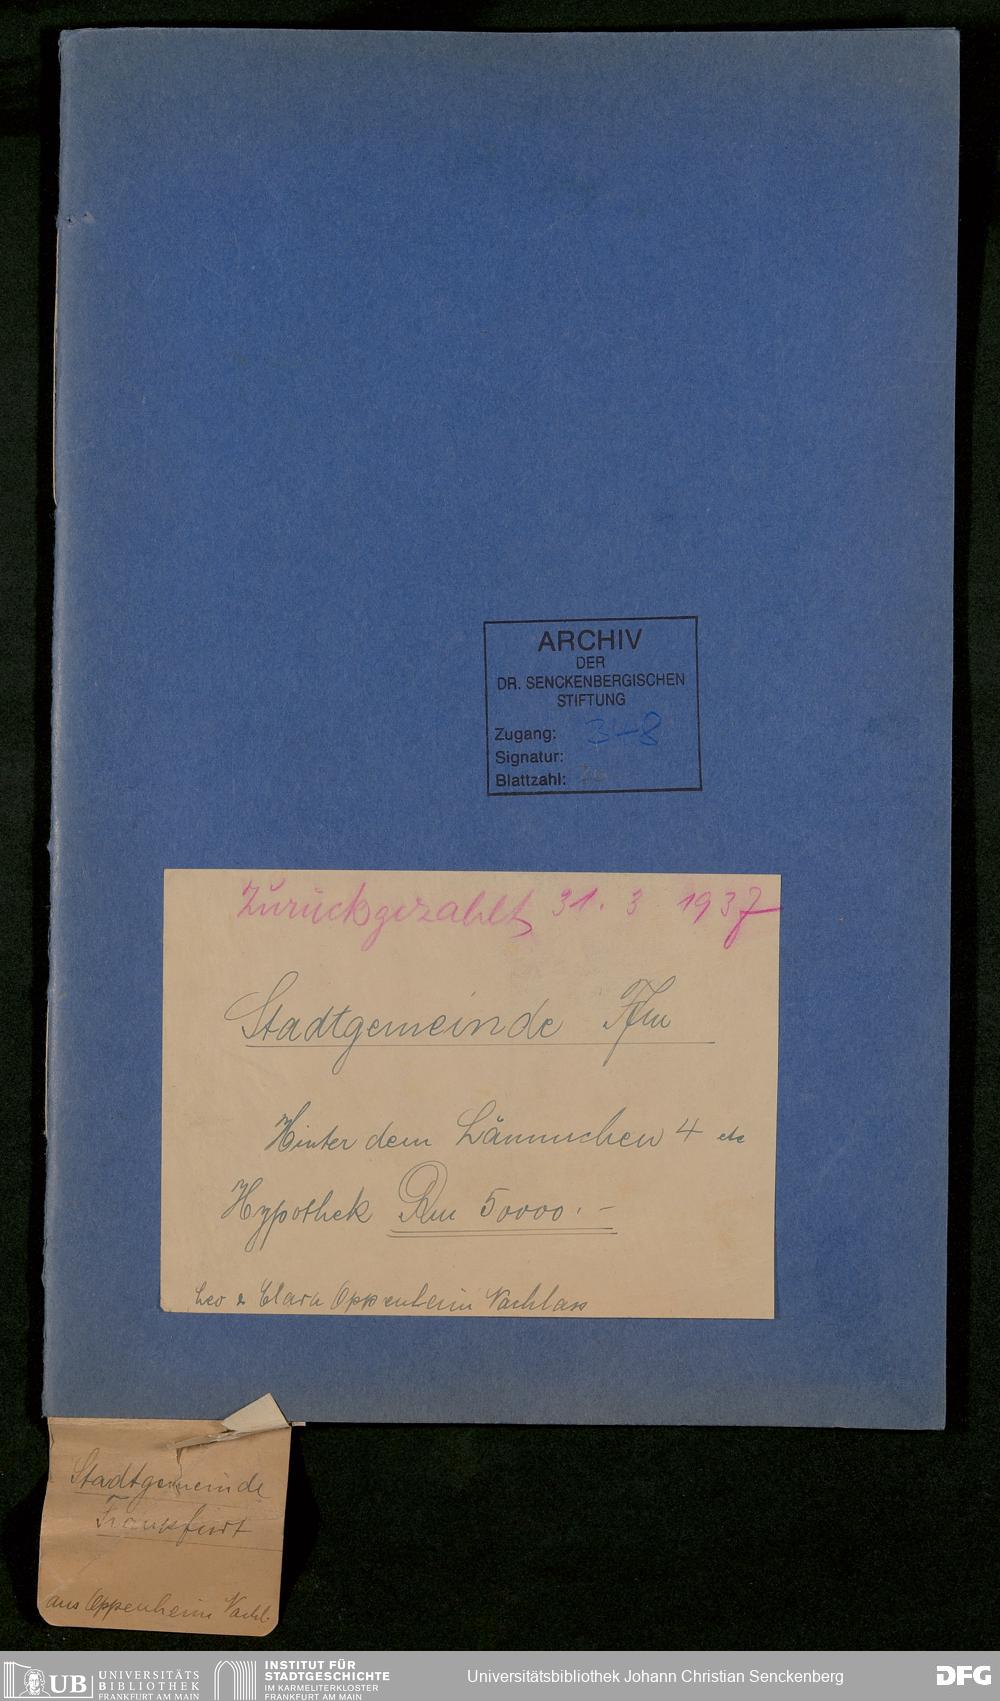 ARCHIV
DER
DR. SENCKENBERGISCHEN
STIFTUNG
Zugang: 348
Signatur:
Blattzahl:
Zurückgezahlt 31. 3 1937
Stadtgemeinde Ffm
Hinter dem Lämmchen 4 etc
Hypothek Rm 50000.-
Leo & Clara Oppenheim Nachlass
Stadtgemeinde
Frankfurt
aus Oppenheim Nachl.
UB UNIVERSITÄTS
BIBLIOTHEK
FRANKFURT AM MAIN
INSTITUT FÜR
STADTGESCHICHTE
IM KARMELITERKLOSTER
FRANKFURT AM MAIN
Universitätsbibliothek Johann Christian Senckenberg
DFG